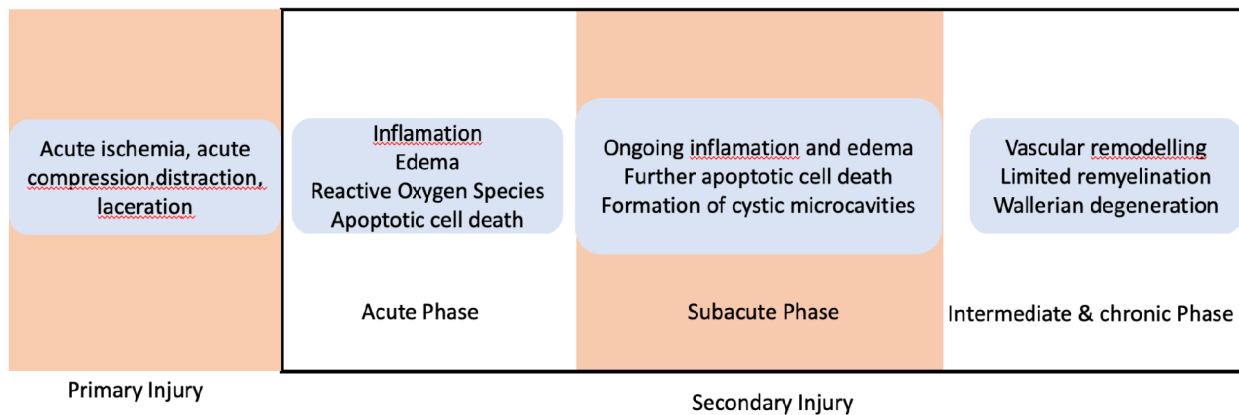 Acute ischemia, acute
compression,distraction,
laceration
Inflamation
Edema
Reactive Oxygen Species
Apoptotic cell death
Ongoing inflamation and edema
Further apoptotic cell death
Formation of cystic microcavities
Vascular remodelling
Limited remyelination
Wallerian degeneration
Acute Phase
Subacute Phase
Intermediate & chronic Phase
Primary Injury
Secondary Injury